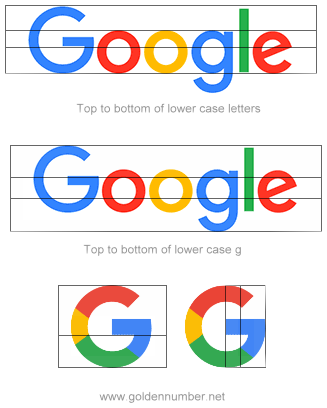 Google
Top to bottom of lower case letters
Google
Top to bottom of lower case g
G G
www.goldennumber.net